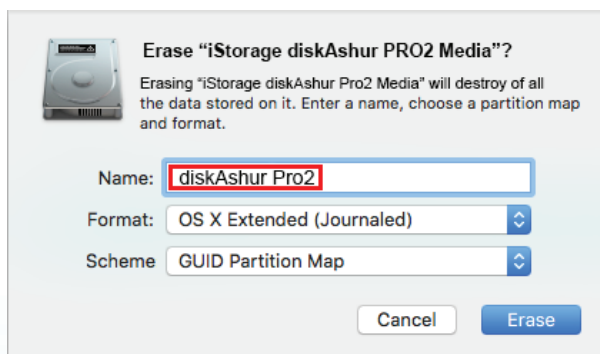 Erase “iStorage diskAshur PRO2 Media”?
Erasing “iStorage diskAshur Pro2 Media” will destroy of all
the data stored on it. Enter a name, choose a partition map
and format.
Name: diskAshur Pro2
Format: OS X Extended (Journaled)
Scheme GUID Partition Map
Cancel Erase